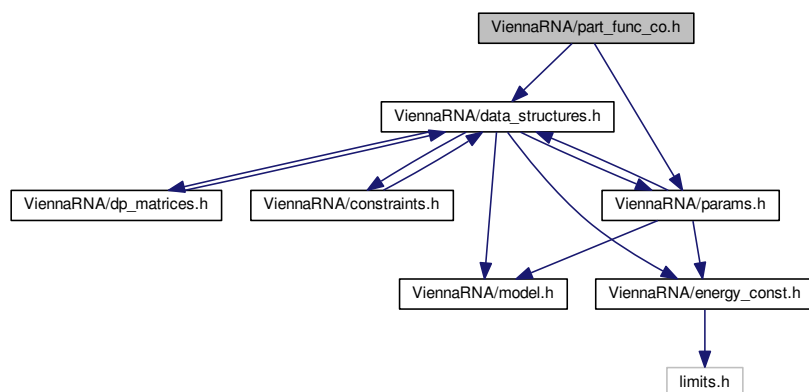 ViennaRNA/part_func_co.h
ViennaRNA/data_structures.h
ViennaRNA/dp_matrices.h
ViennaRNA/constraints.h
ViennaRNA/params.h
ViennaRNA/model.h
ViennaRNA/energy_const.h
limits.h